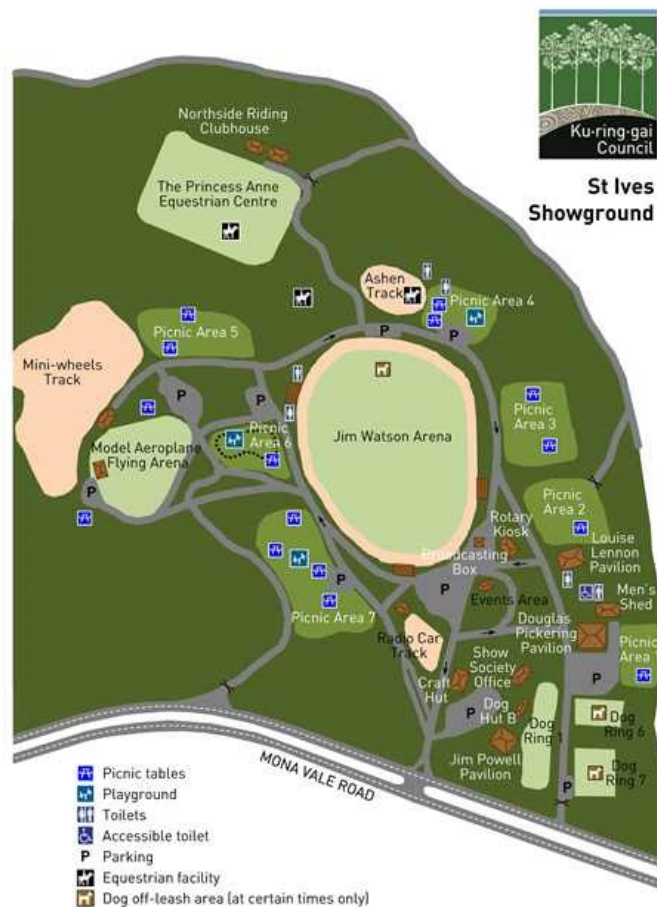 Ku·ring·gai
Council
St Ives
Showground
Northside Riding
Clubhouse
The Princess Anne
Equestrian Centre
Ashen
Track
Picnic Area 4
P
P
Picnic Area 5
Mini-wheels
Track
P
P
Picnic
Area 6
Model Aeroplane
Flying Arena
P
Jim Watson Arena
Picnic
Area 3
Picnic
Area 2
Rotary
Kiosk
Louise
Lennon
Pavilion
Broadcasting
Box
P
Events Area
Men's
Shed
Douglas
Pickering
Pavilion
Picnic
Area
P
P
Picnic Area 7
Radio Car
Track
Craft
Hut
Show
Society
Office
Dog
Hut B
P
Jim Powell
Pavilion
Dog
Ring 1
Dog
Ring 6
Dog
Ring 7
P
MONA VALE ROAD
Picnic tables
Playground
Toilets
Accessible toilet
P Parking
Equestrian facility
Dog off-leash area (at certain times only)